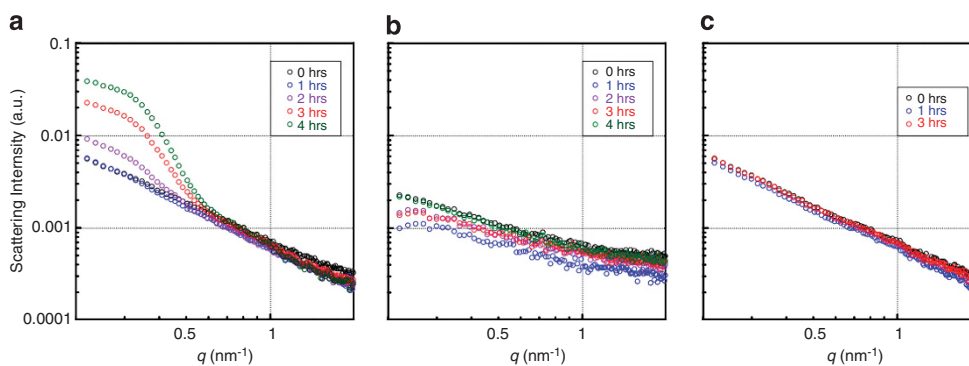 a
b
c
Scattering Intensity (a.u.)
0.1
0.01
0.001
0.0001
0 hrs
1 hrs
2 hrs
3 hrs
4 hrs
0.5
1
q (nm-1)
0 hrs
1 hrs
2 hrs
3 hrs
4 hrs
0.5
1
q (nm-1)
0 hrs
1 hrs
3 hrs
0.5
1
q (nm-1)